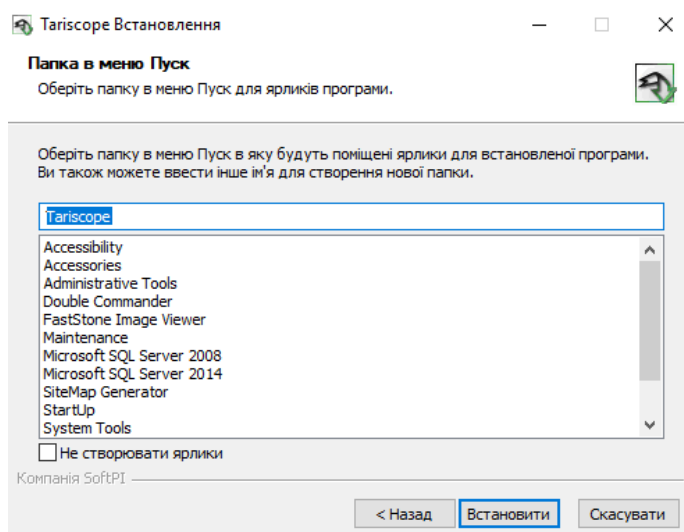 Tariscope Встановлення
Папка в меню Пуск
Оберіть папку в меню Пуск для ярликів програми.
Оберіть папку в меню Пуск в яку будуть поміщені ярлики для встановленої програми.
Ви також можете ввести інше ім'я для створення нової папки.
Tariscope
Accessibility
Accessories
Administrative Tools
Double Commander
FastStone Image Viewer
Maintenance
Microsoft SQL Server 2008
Microsoft SQL Server 2014
SiteMap Generator
StartUp
System Tools
Не створювати ярлики
Компанія SoftPI
< Назад Встановити Скасувати